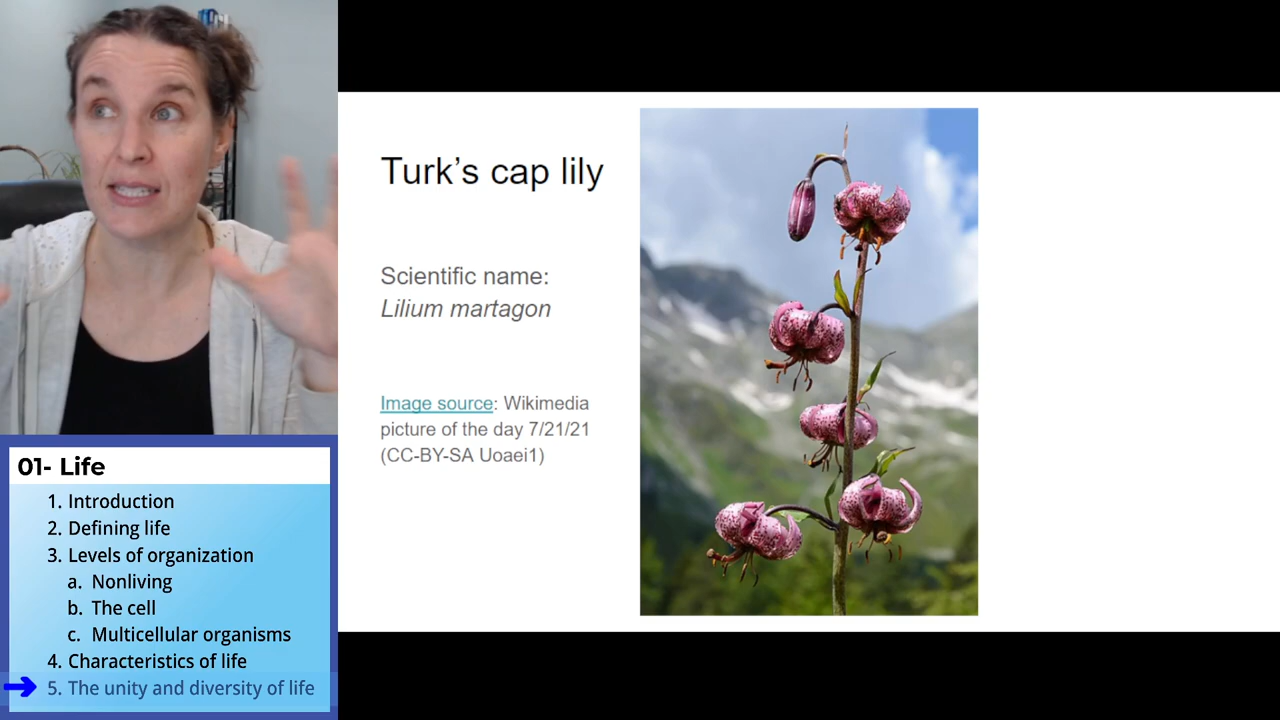 Turk’s cap lily
Scientific name:
Lilium martagon
Image source: Wikimedia
picture of the day 7/21/21
(CC-BY-SA Uoaei1)
01- Life
1. Introduction
2. Defining life
3. Levels of organization
a. Nonliving
b. The cell
c. Multicellular organisms
4. Characteristics of life
5. The unity and diversity of life